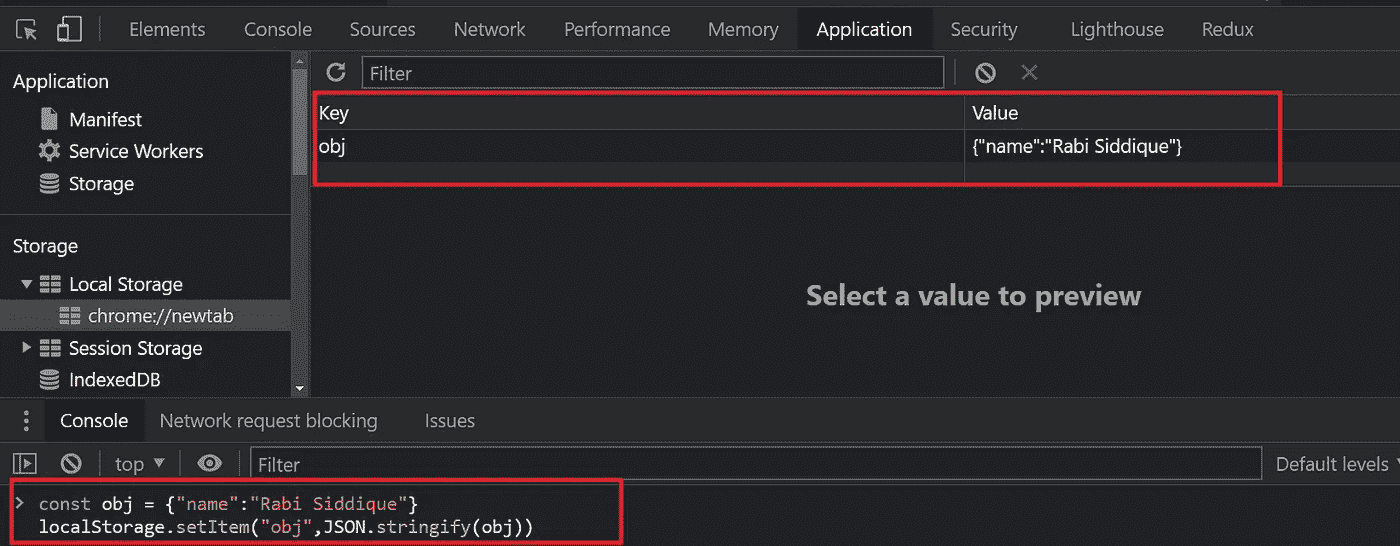 Elements Console Sources Network Performance Memory Application Security Lighthouse Redux
Application
Manifest
Service Workers
Storage
Storage
Local Storage
chrome://newtab
Session Storage
IndexedDB
Filter
Key Value
obj {"name":"Rabi Siddique"}
Select a value to preview
Console Network request blocking Issues
top Filter Default levels
> const obj = {"name":"Rabi Siddique"}
localStorage.setItem("obj",JSON.stringify(obj))